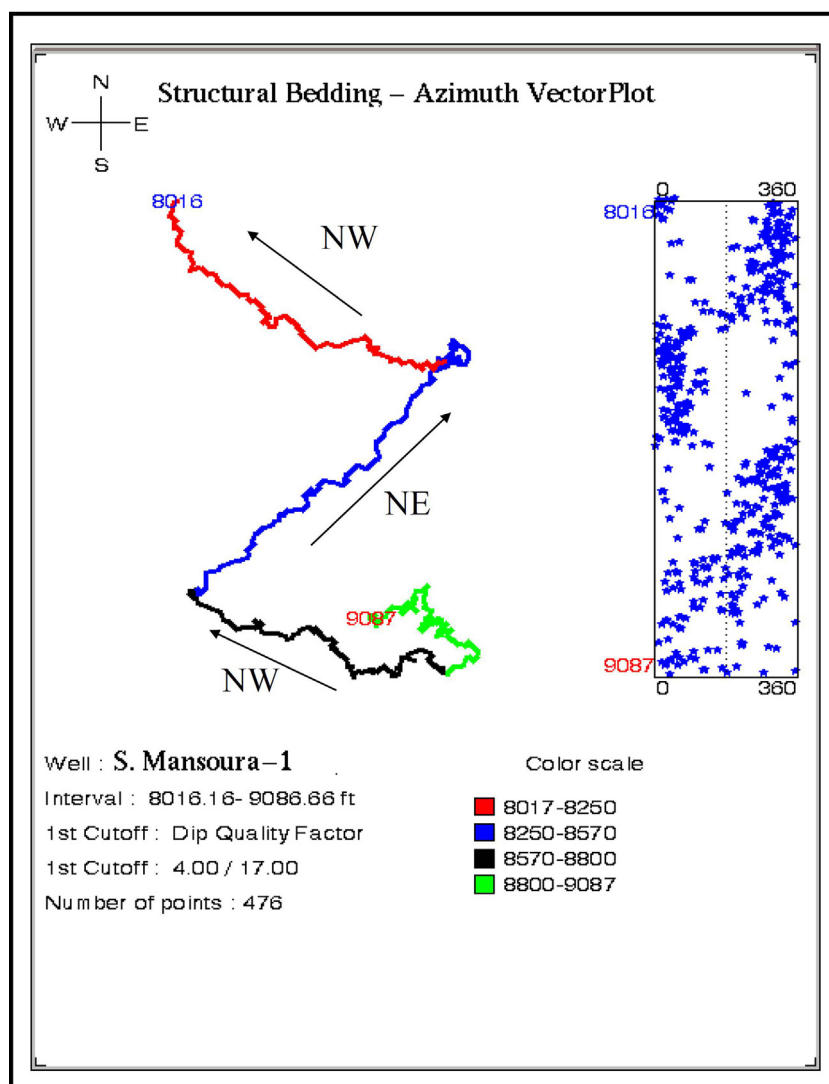 Structural Bedding – Azimuth VectorPlot
N
W E
S
8016
NW
NE
9087
NW
0 360
8016
9087
0 360
Well : S. Mansoura–1
Interval : 8016.16- 9086.66 ft
1st Cutoff : Dip Quality Factor
1st Cutoff : 4.00 / 17.00
Number of points : 476
Color scale
8017-8250
8250-8570
8570-8800
8800-9087